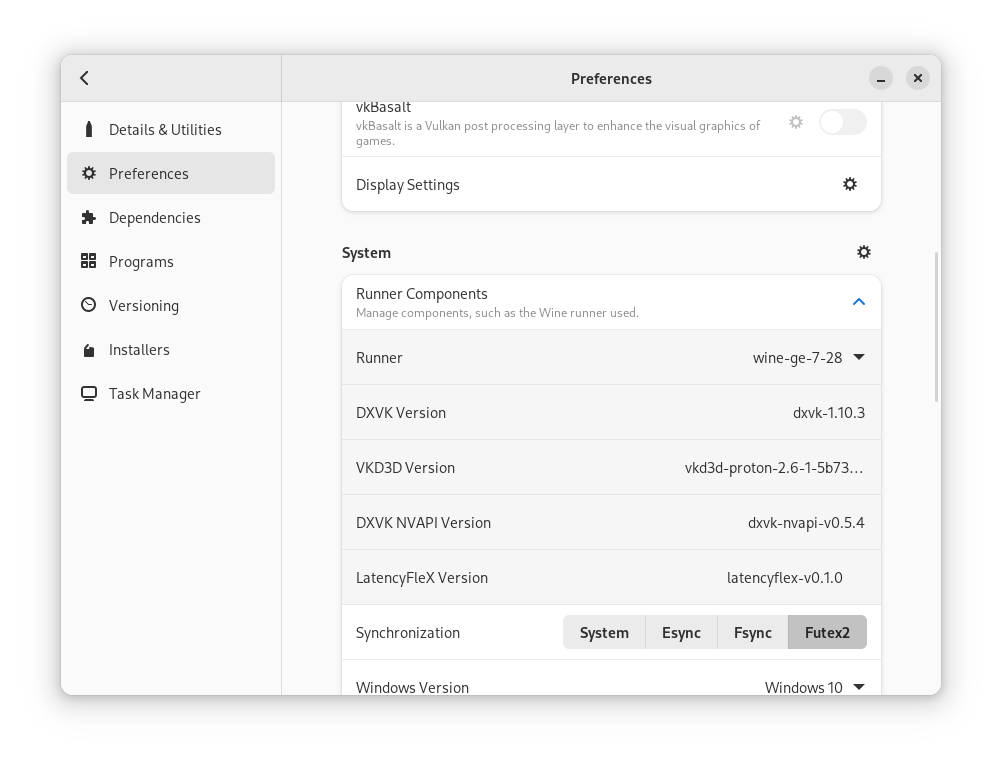 Preferences
Details & Utilities
Preferences
Dependencies
Programs
Versioning
Installers
Task Manager
vkBasalt
vkBasalt is a Vulkan post processing layer to enhance the visual graphics of
games.
Display Settings
System
Runner Components
Manage components, such as the Wine runner used.
Runner wine-ge-7-28
DXVK Version dxvk-1.10.3
VKD3D Version vkd3d-proton-2.6-1-5b73…
DXVK NVAPI Version dxvk-nvapi-v0.5.4
LatencyFleX Version latencyflex-v0.1.0
Synchronization System Esync Fsync Futex2
Windows Version Windows 10